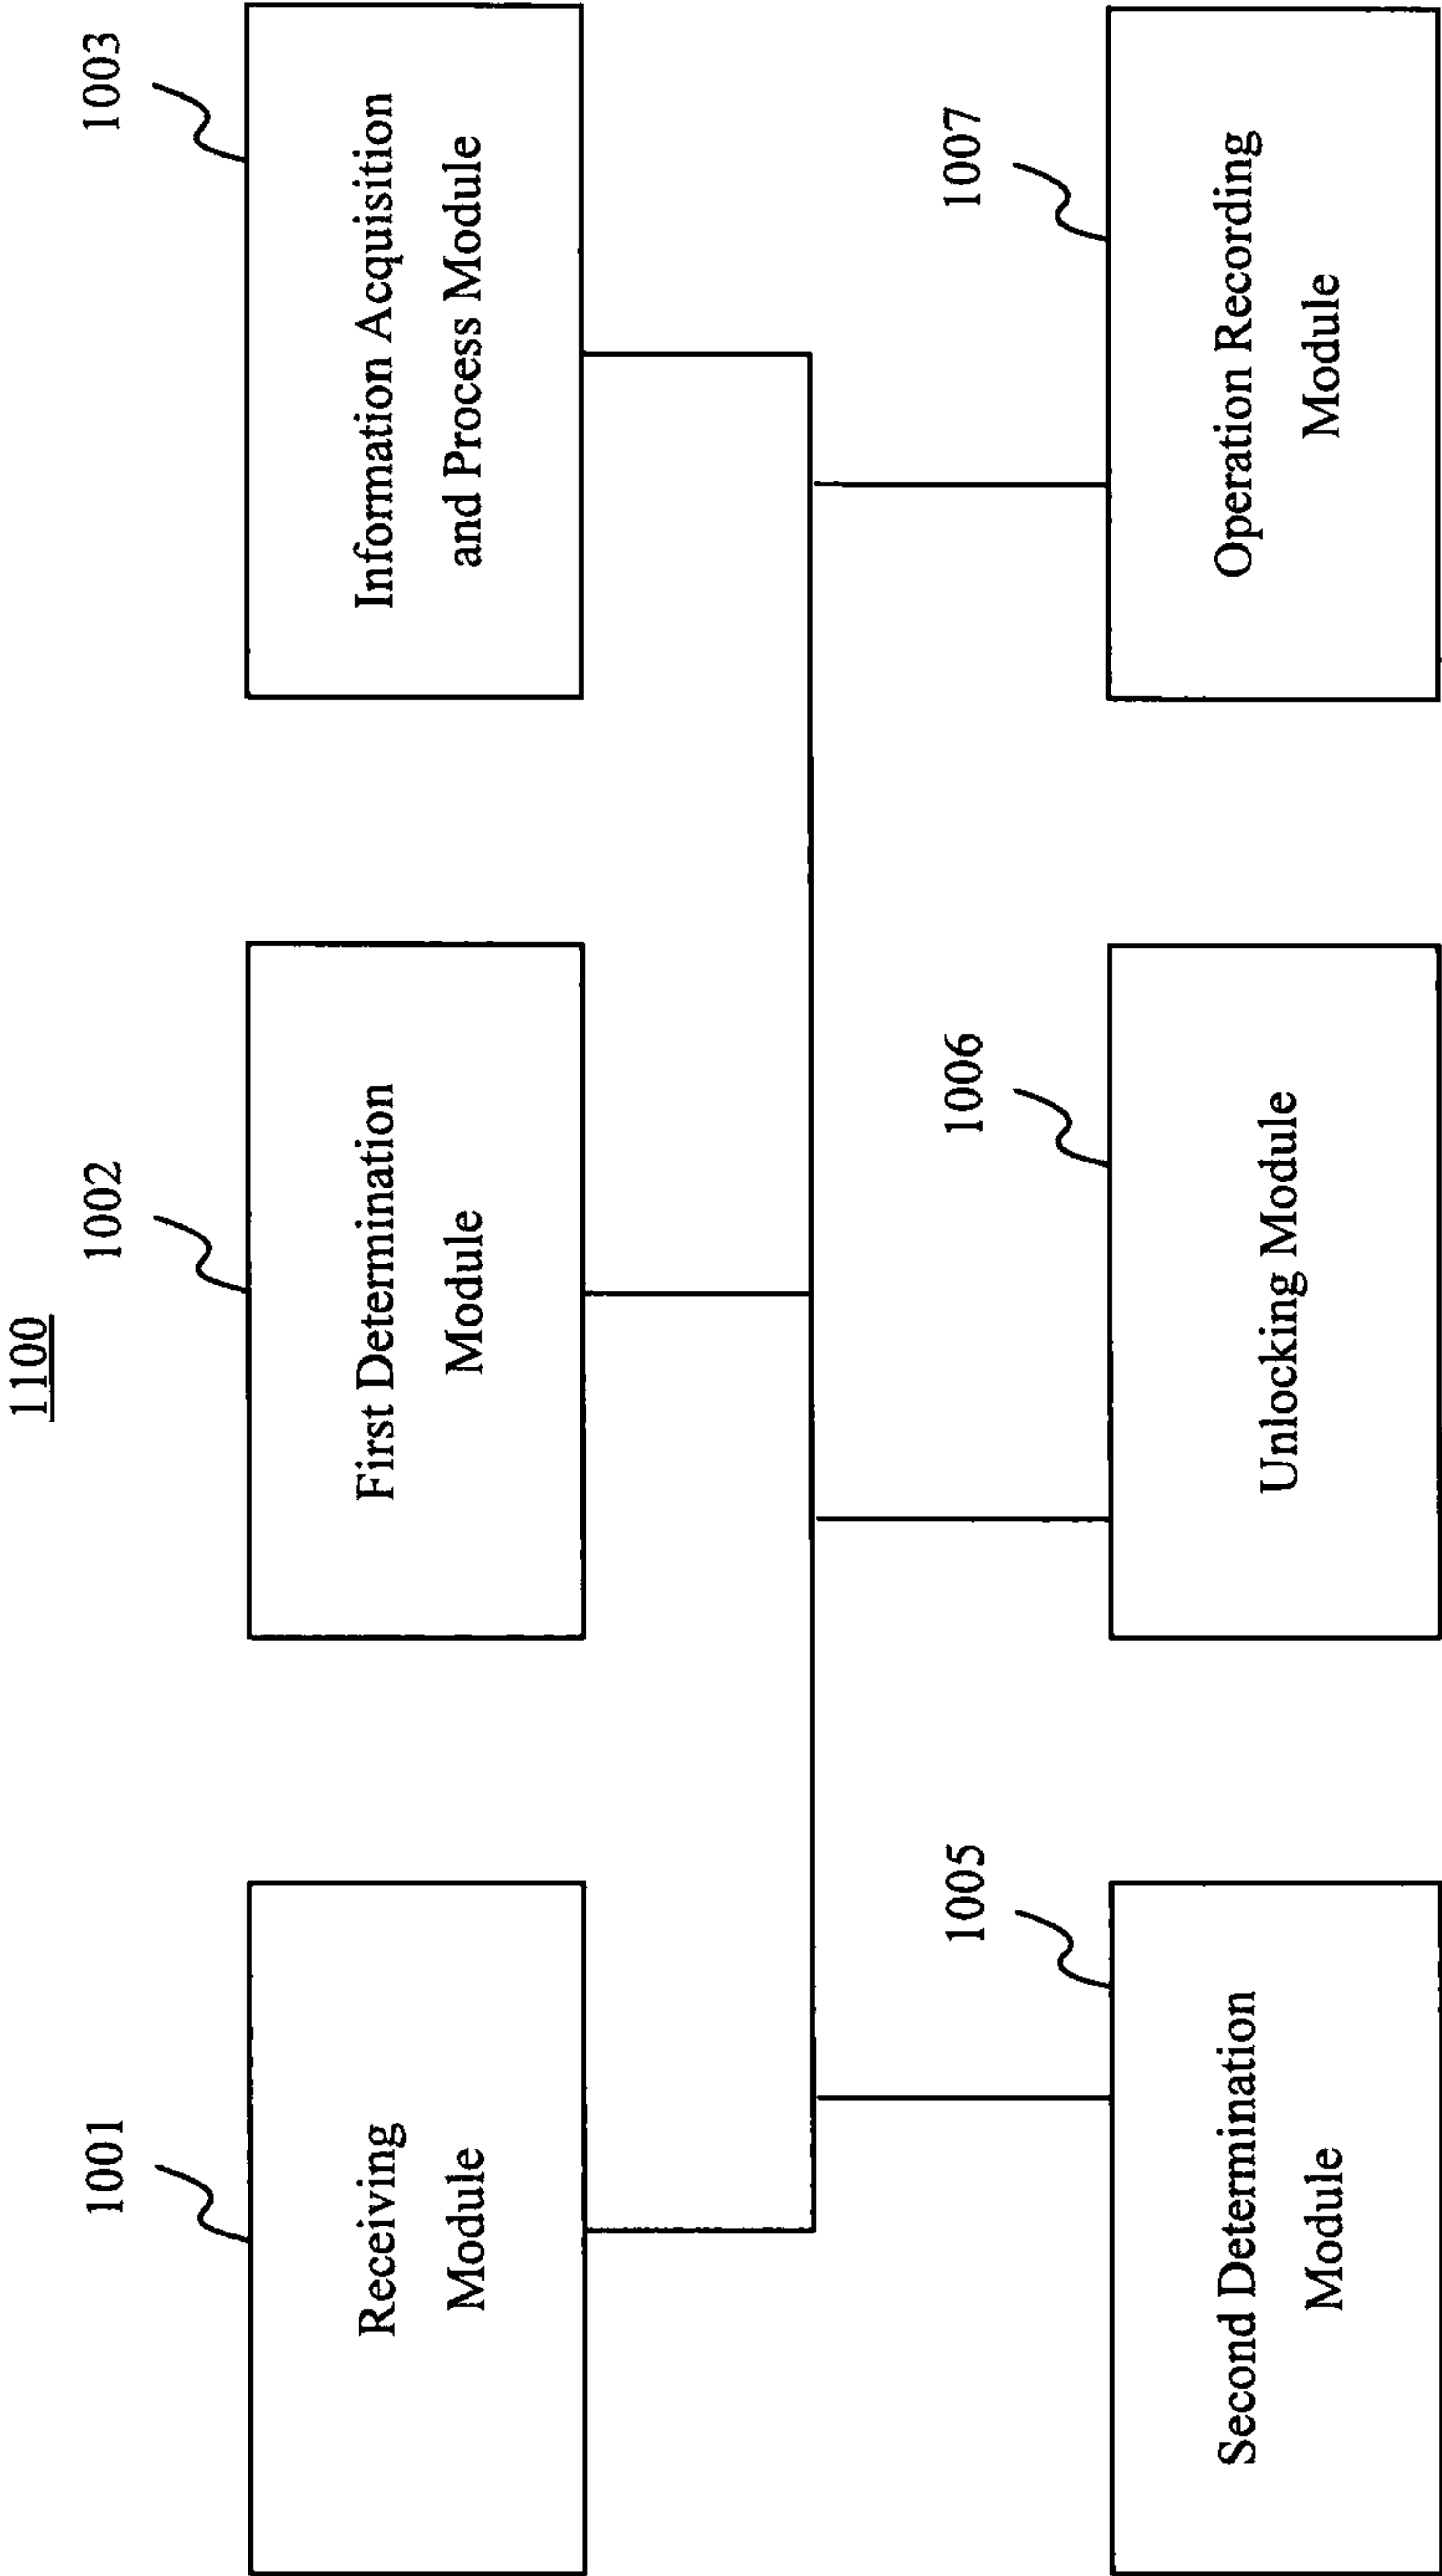 1100
1001
Receiving
Module
1002
First Determination
Module
1003
Information Acquisition
and Process Module
1005
Second Determination
Module
1006
Unlocking Module
1007
Operation Recording
Module